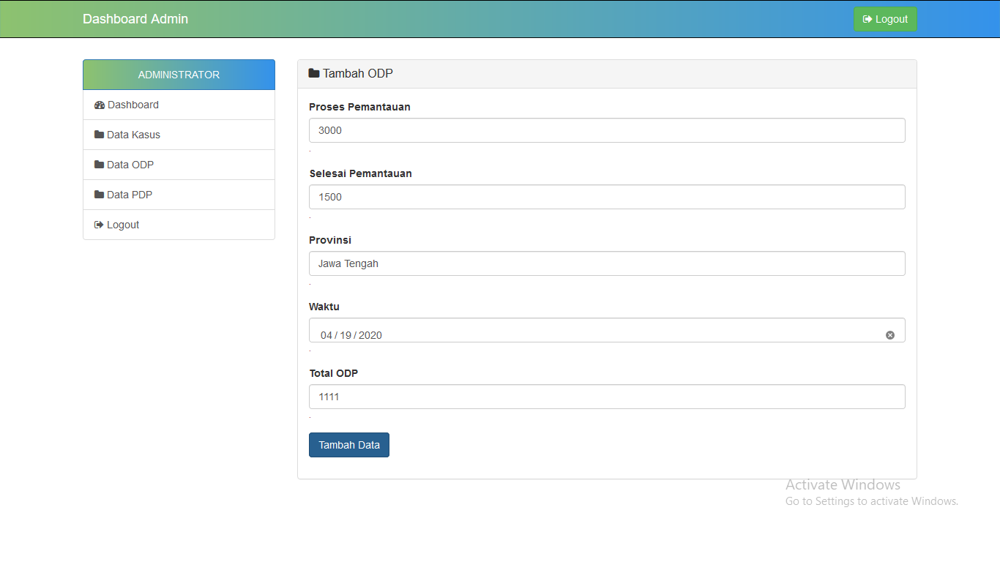 Dashboard Admin
Logout
ADMINISTRATOR
Dashboard
Data Kasus
Data ODP
Data PDP
Logout
Tambah ODP
Proses Pemantauan
3000
.
Selesai Pemantauan
1500
.
Provinsi
Jawa Tengah
.
Waktu
04 / 19 / 2020
.
Total ODP
1111
.
Tambah Data
Activate Windows
Go to Settings to activate Windows.